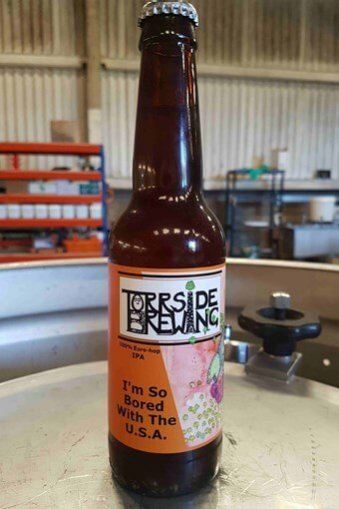 TORRSIDE
BREWING
100% Euro-hop
IPA
I'm So
Bored
With The
U.S.A.